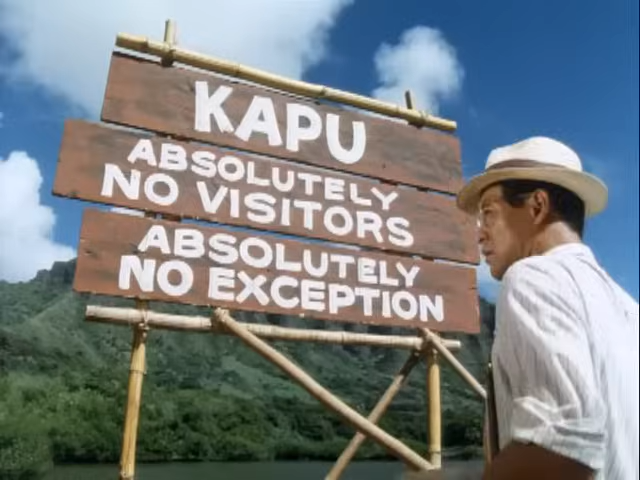 KAPU
ABSOLUTELY
NO VISITORS
ABSOLUTELY
NO EXCEPTION